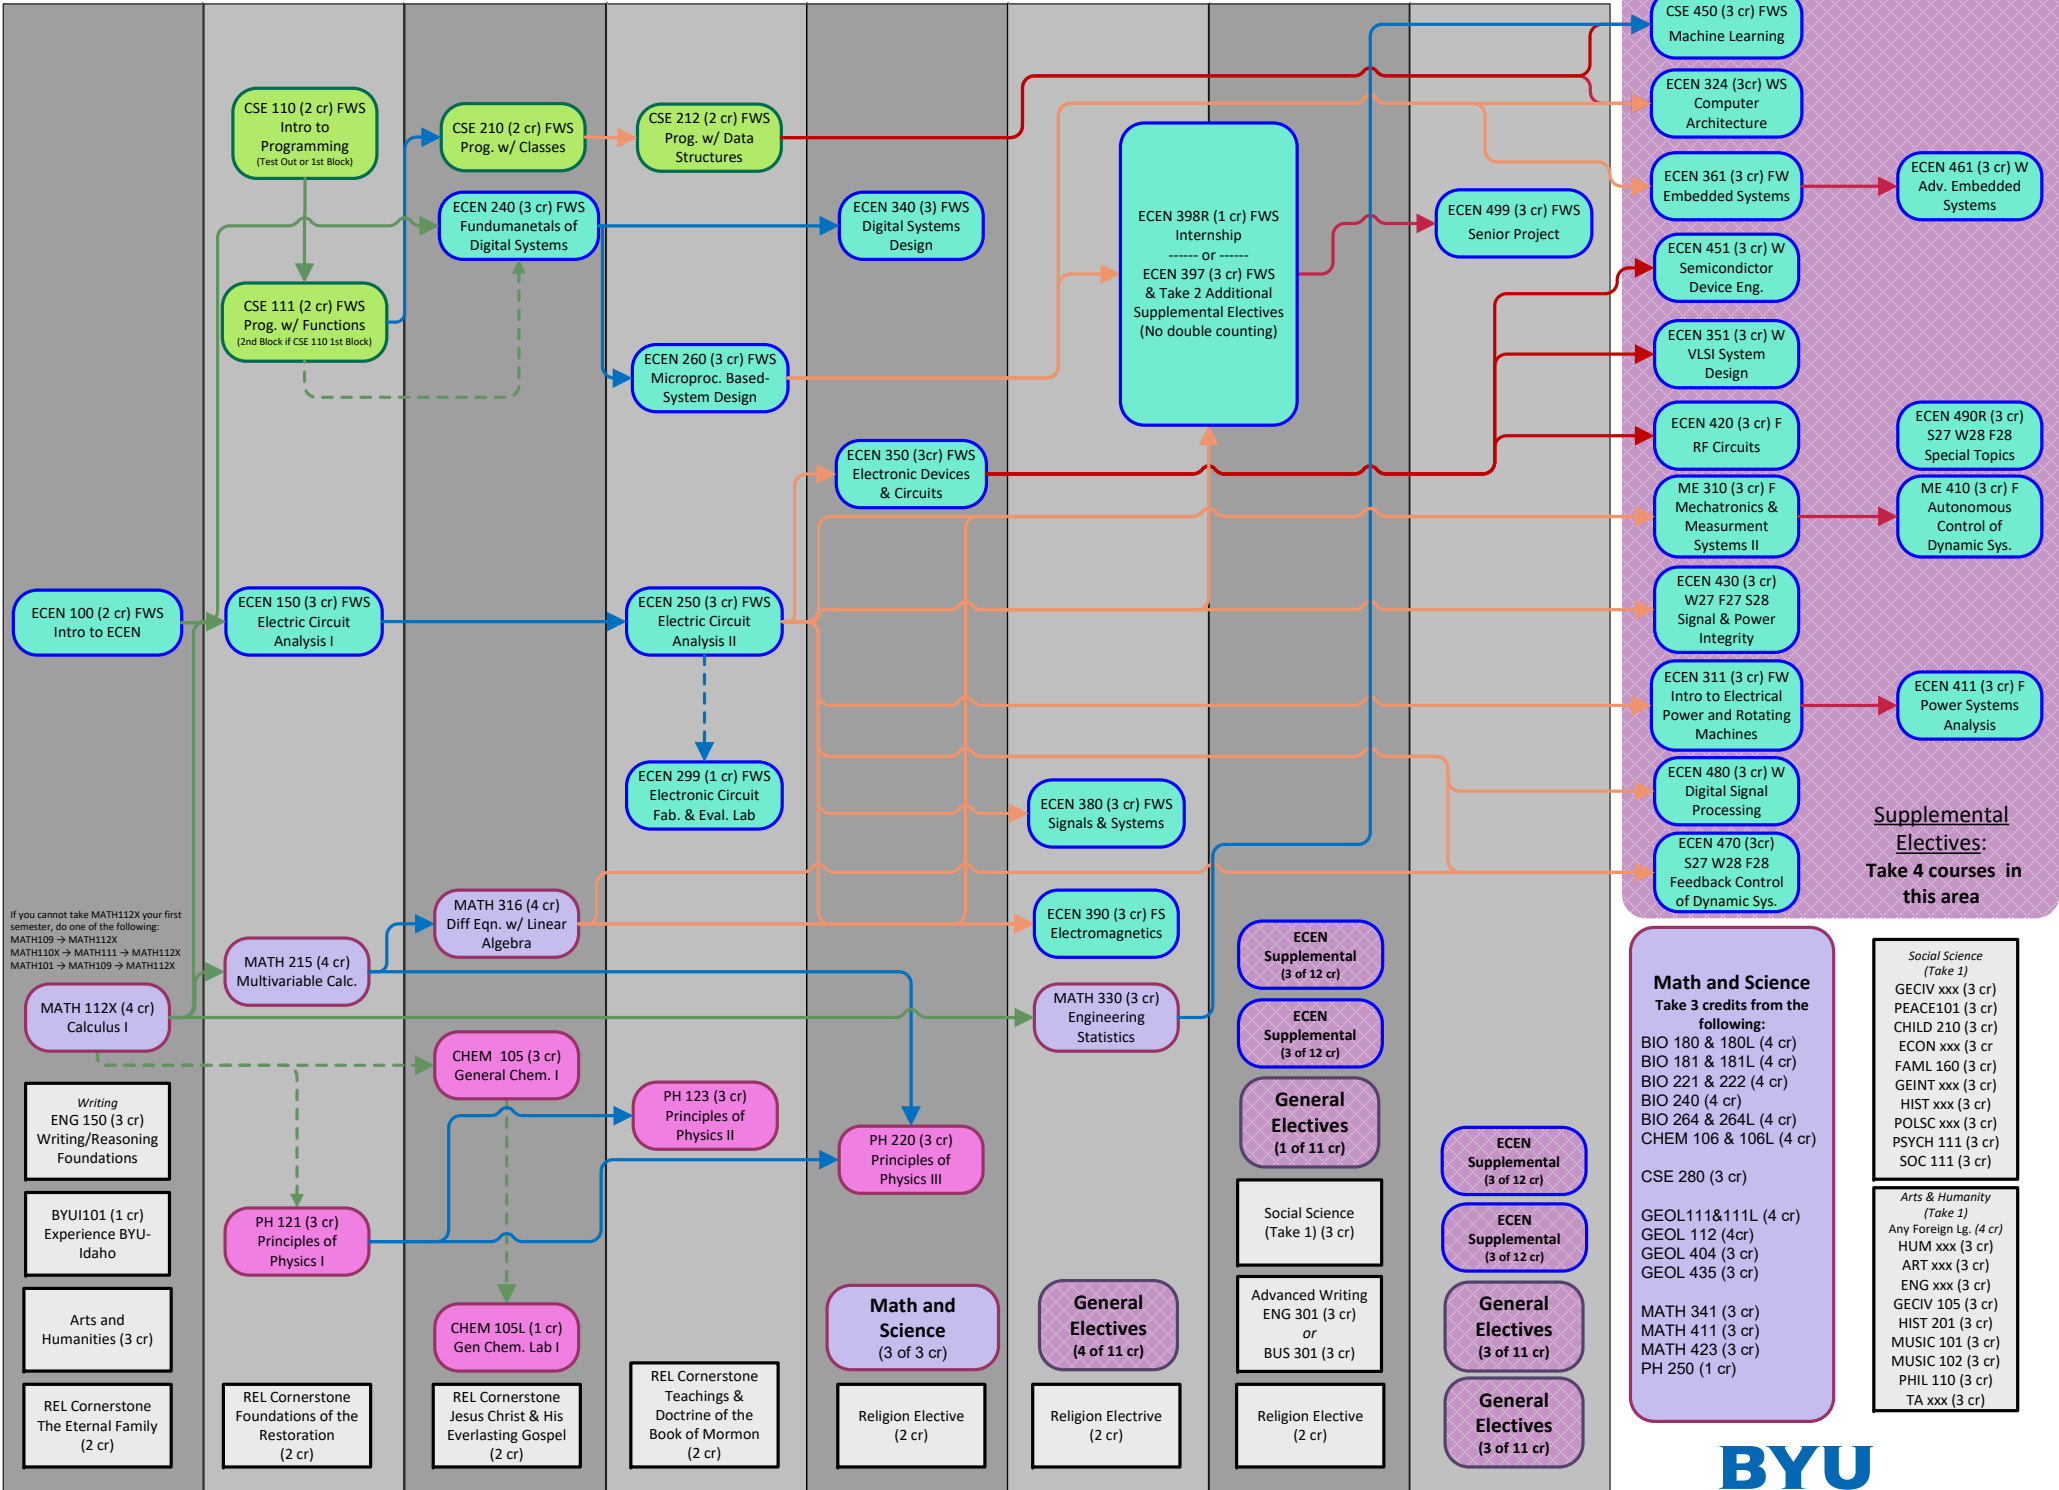 CSE 110 (2 cr) FWS
Intro to
Programming
(Test Out or 1st Block)
CSE 111 (2 cr) FWS
Prog. w/ Functions
(2nd Block if CSE 110 1st Block)
CSE 210 (2 cr) FWS
Prog. w/ Classes
CSE 212 (2 cr) FWS
Prog. w/ Data
Structures
ECEN 240 (3 cr) FWS
Fundumanetals of
Digital Systems
ECEN 340 (3) FWS
Digital Systems
Design
ECEN 260 (3 cr) FWS
Microproc. Based-
System Design
ECEN 350 (3cr) FWS
Electronic Devices
& Circuits
ECEN 398R (1 cr) FWS
Internship
------ or ------
ECEN 397 (3 cr) FWS
& Take 2 Additional
Supplemental Electives
(No double counting)
ECEN 499 (3 cr) FWS
Senior Project
ECEN 100 (2 cr) FWS
Intro to ECEN
ECEN 150 (3 cr) FWS
Electric Circuit
Analysis I
ECEN 250 (3 cr) FWS
Electric Circuit
Analysis II
ECEN 299 (1 cr) FWS
Electronic Circuit
Fab. & Eval. Lab
ECEN 380 (3 cr) FWS
Signals & Systems
ECEN 390 (3 cr) FS
Electromagnetics
If you cannot take MATH112X your first
semester, do one of the following:
MATH109 → MATH112X
MATH110X → MATH111 → MATH112X
MATH101 → MATH109 → MATH112X
MATH 112X (4 cr)
Calculus I
MATH 215 (4 cr)
Multivariable Calc.
MATH 316 (4 cr)
Diff Eqn. w/ Linear
Algebra
MATH 330 (3 cr)
Engineering
Statistics
CHEM 105 (3 cr)
General Chem. I
PH 123 (3 cr)
Principles of
Physics II
PH 220 (3 cr)
Principles of
Physics III
PH 121 (3 cr)
Principles of
Physics I
CHEM 105L (1 cr)
Gen Chem. Lab I
Writing
ENG 150 (3 cr)
Writing/Reasoning
Foundations
BYUI101 (1 cr)
Experience BYU-
Idaho
Arts and
Humanities (3 cr)
REL Cornerstone
The Eternal Family
(2 cr)
REL Cornerstone
Foundations of the
Restoration
(2 cr)
REL Cornerstone
Jesus Christ & His
Everlasting Gospel
(2 cr)
REL Cornerstone
Teachings &
Doctrine of the
Book of Mormon
(2 cr)
Math and
Science
(3 of 3 cr)
Religion Elective
(2 cr)
General
Electives
(4 of 11 cr)
Religion Electrive
(2 cr)
ECEN
Supplemental
(3 of 12 cr)
ECEN
Supplemental
(3 of 12 cr)
General
Electives
(1 of 11 cr)
Social Science
(Take 1) (3 cr)
Advanced Writing
ENG 301 (3 cr)
or
BUS 301 (3 cr)
Religion Elective
(2 cr)
ECEN
Supplemental
(3 of 12 cr)
ECEN
Supplemental
(3 of 12 cr)
General
Electives
(3 of 11 cr)
General
Electives
(3 of 11 cr)
CSE 450 (3 cr) FWS
Machine Learning
ECEN 324 (3cr) WS
Computer
Architecture
ECEN 361 (3 cr) FW
Embedded Systems
ECEN 461 (3 cr) W
Adv. Embedded
Systems
ECEN 451 (3 cr) W
Semicondictor
Device Eng.
ECEN 351 (3 cr) W
VLSI System
Design
ECEN 420 (3 cr) F
RF Circuits
ECEN 490R (3 cr)
S27 W28 F28
Special Topics
ME 310 (3 cr) F
Mechatronics &
Measurment
Systems II
ME 410 (3 cr) F
Autonomous
Control of
Dynamic Sys.
ECEN 430 (3 cr)
W27 F27 S28
Signal & Power
Integrity
ECEN 311 (3 cr) FW
Intro to Electrical
Power and Rotating
Machines
ECEN 411 (3 cr) F
Power Systems
Analysis
ECEN 480 (3 cr) W
Digital Signal
Processing
ECEN 470 (3cr)
S27 W28 F28
Feedback Control
of Dynamic Sys.
Supplemental
Electives:
Take 4 courses in
this area
Math and Science
Take 3 credits from the
following:
BIO 180 & 180L (4 cr)
BIO 181 & 181L (4 cr)
BIO 221 & 222 (4 cr)
BIO 240 (4 cr)
BIO 264 & 264L (4 cr)
CHEM 106 & 106L (4 cr)
CSE 280 (3 cr)
GEOL111&111L (4 cr)
GEOL 112 (4cr)
GEOL 404 (3 cr)
GEOL 435 (3 cr)
MATH 341 (3 cr)
MATH 411 (3 cr)
MATH 423 (3 cr)
PH 250 (1 cr)
Social Science
(Take 1)
GECIV xxx (3 cr)
PEACE101 (3 cr)
CHILD 210 (3 cr)
ECON xxx (3 cr
FAML 160 (3 cr)
GEINT xxx (3 cr)
HIST xxx (3 cr)
POLSC xxx (3 cr)
PSYCH 111 (3 cr)
SOC 111 (3 cr)
Arts & Humanity
(Take 1)
Any Foreign Lg. (4 cr)
HUM xxx (3 cr)
ART xxx (3 cr)
ENG xxx (3 cr)
GECIV 105 (3 cr)
HIST 201 (3 cr)
MUSIC 101 (3 cr)
MUSIC 102 (3 cr)
PHIL 110 (3 cr)
TA xxx (3 cr)
BYU